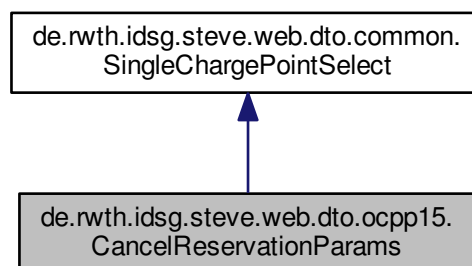 de.rwth.idsg.steve.web.dto.common.
SingleChargePointSelect
de.rwth.idsg.steve.web.dto.ocpp15.
CancelReservationParams